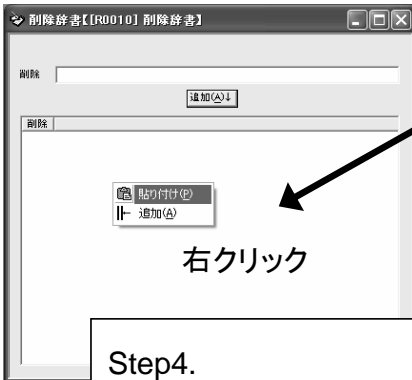 削除辞書【[R0010] 削除辞書】
削除
追加(A)↓
削除
貼り付け(P)
追加(A)
右クリック
Step4.